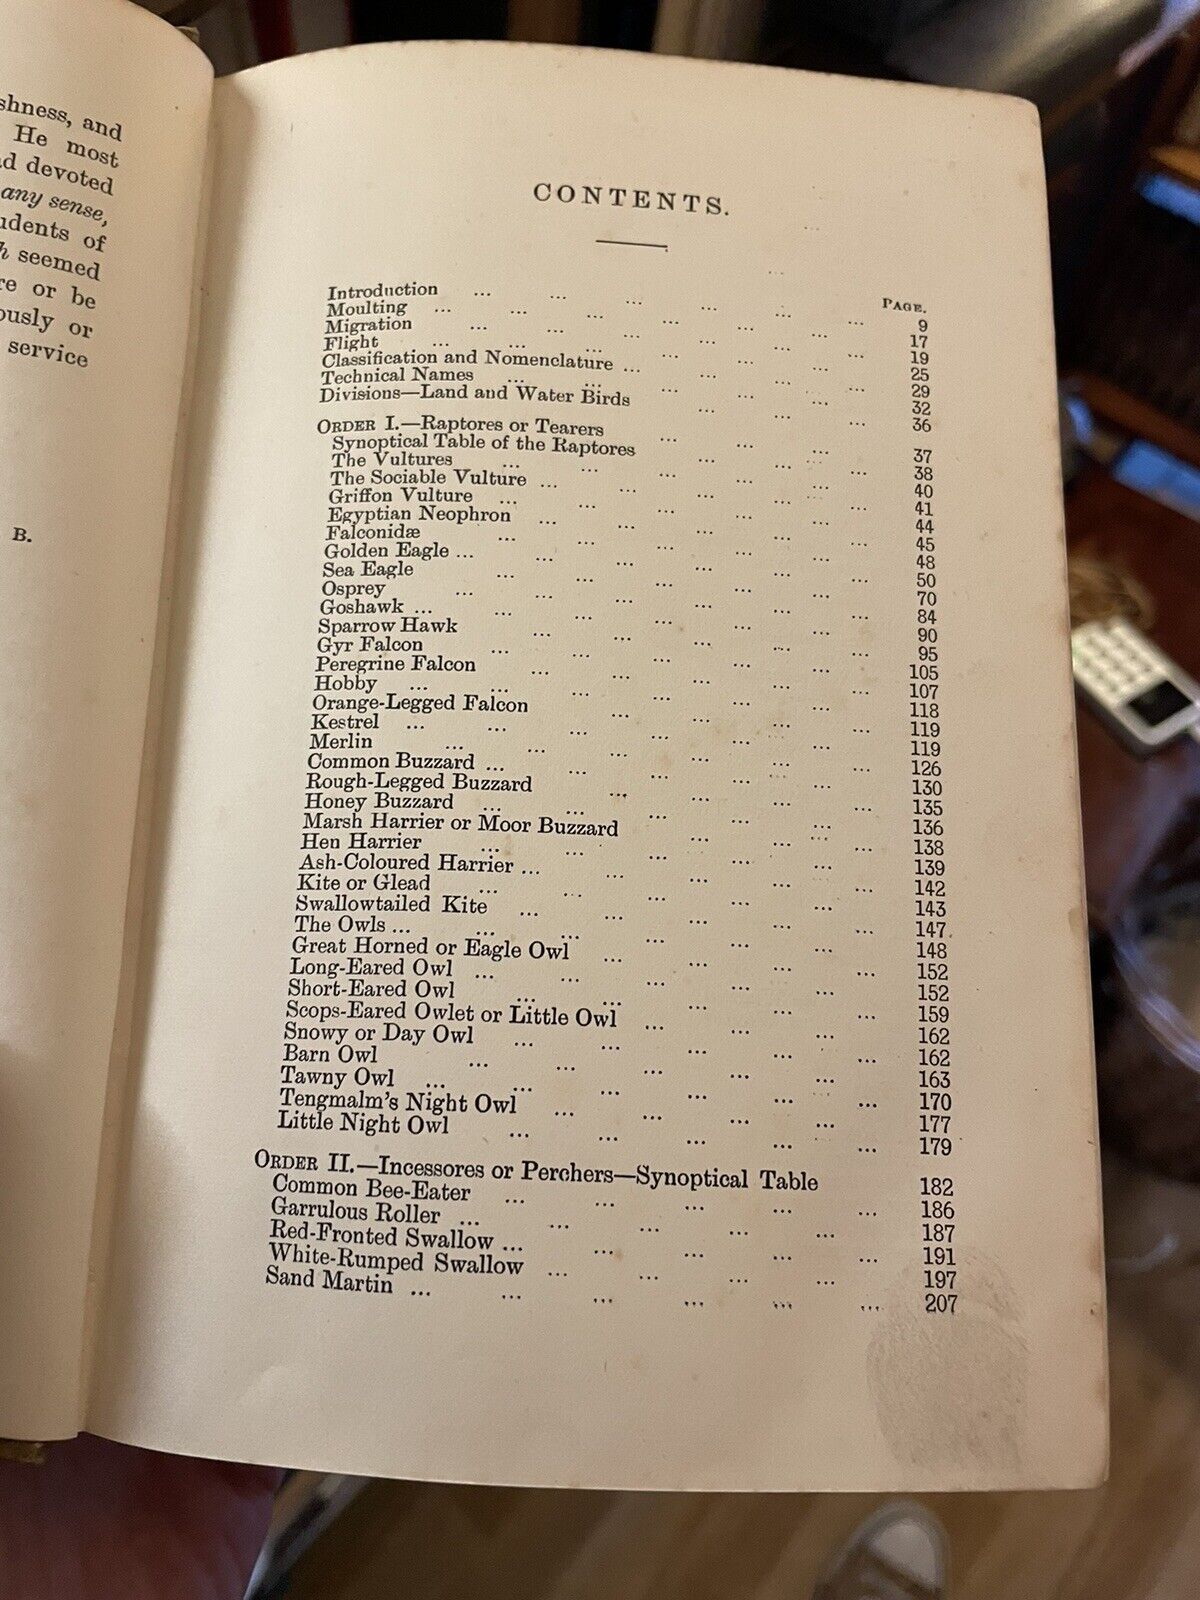 shness, and
He most
d devoted
any sense,
udents of
h seemed
re or be
ously or
service
B.
CONTENTS.
PAGE.
Introduction ... ... ... ... ... ... 9
Moulting ... ... ... ... ... ... 17
Migration ... ... ... ... ... ... 19
Flight ... ... ... ... ... ... 25
Classification and Nomenclature ... ... ... ... 29
Technical Names ... ... ... ... ... 32
Divisions—Land and Water Birds ... ... ... 36
ORDER I.—Raptores or Tearers ... ... ... 37
Synoptical Table of the Raptores ... ... ... 38
The Vultures ... ... ... ... ... 40
The Sociable Vulture ... ... ... ... ... 41
Griffon Vulture ... ... ... ... ... 44
Egyptian Neophron ... ... ... ... ... 45
Falconidæ ... ... ... ... ... 48
Golden Eagle ... ... ... ... ... ... 50
Sea Eagle ... ... ... ... ... 70
Osprey ... ... ... ... ... ... 84
Goshawk ... ... ... ... ... ... 90
Sparrow Hawk ... ... ... ... ... 95
Gyr Falcon ... ... ... ... ... 105
Peregrine Falcon ... ... ... ... ... 107
Hobby ... ... ... ... ... ... 118
Orange-Legged Falcon ... ... ... ... 119
Kestrel ... ... ... ... ... ... 119
Merlin ... ... ... ... ... 126
Common Buzzard ... ... ... ... ... 130
Rough-Legged Buzzard ... ... ... ... 135
Honey Buzzard ... ... ... ... ... 136
Marsh Harrier or Moor Buzzard ... ... ... 138
Hen Harrier ... ... ... ... ... 139
Ash-Coloured Harrier ... ... ... ... ... 142
Kite or Glead ... ... ... ... ... 143
Swallowtailed Kite ... ... ... ... ... 147
The Owls ... ... ... ... ... ... 148
Great Horned or Eagle Owl ... ... ... ... 152
Long-Eared Owl ... ... ... ... ... 152
Short-Eared Owl ... ... ... ... ... 159
Scops-Eared Owlet or Little Owl ... ... ... 162
Snowy or Day Owl ... ... ... ... ... 162
Barn Owl ... ... ... ... ... 163
Tawny Owl ... ... ... ... ... ... 170
Tengmalm's Night Owl ... ... ... ... 177
Little Night Owl ... ... ... ... ... 179
ORDER II.—Incessores or Perchers—Synoptical Table 182
Common Bee-Eater ... ... ... ... ... 186
Garrulous Roller ... ... ... ... ... 187
Red-Fronted Swallow ... ... ... ... ... 191
White-Rumped Swallow ... ... ... ... 197
Sand Martin ... ... ... ... ... ... 207